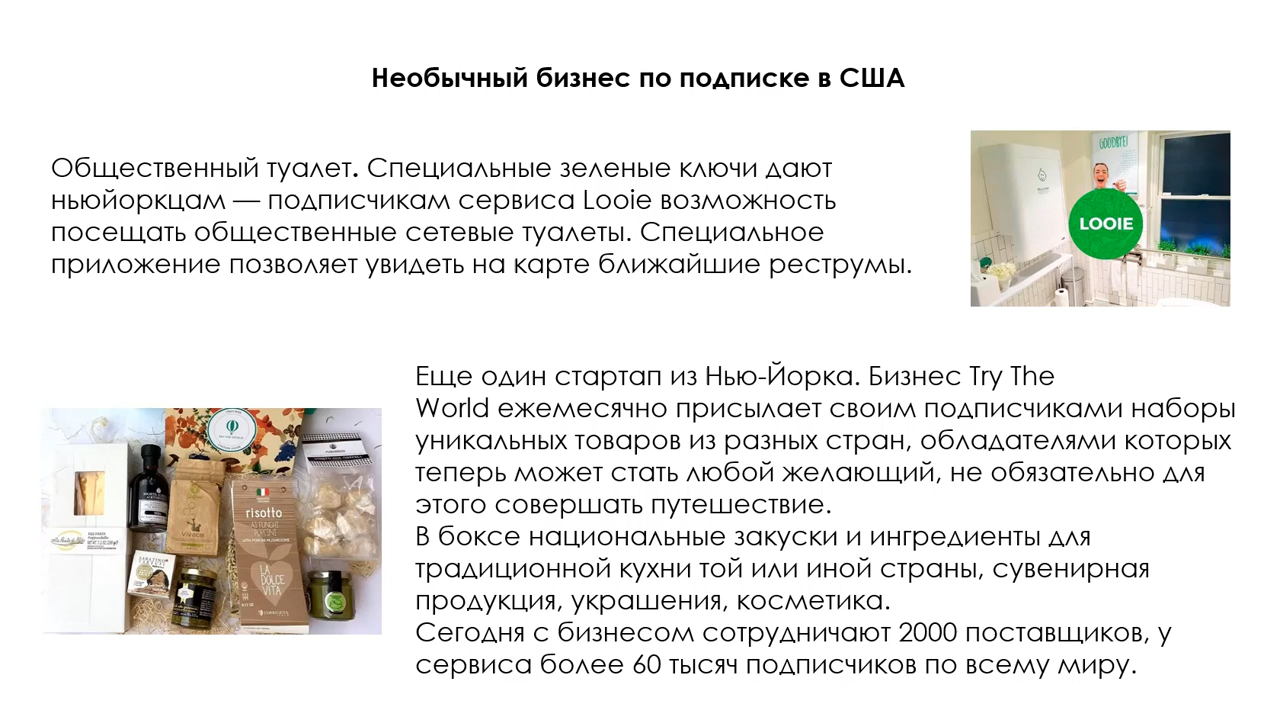 Необычный бизнес по подписке в США
Общественный туалет. Специальные зеленые ключи дают
ньюйоркцам — подписчикам сервиса Looie возможность
посещать общественные сетевые туалеты. Специальное
приложение позволяет увидеть на карте ближайшие реструмы.
GOODBYE!
LOOIE
Еще один стартап из Нью-Йорка. Бизнес Try The
World ежемесячно присылает своим подписчиками наборы
уникальных товаров из разных стран, обладателями которых
теперь может стать любой желающий, не обязательно для
этого совершать путешествие.
В боксе национальные закуски и ингредиенты для
традиционной кухни той или иной страны, сувенирная
продукция, украшения, косметика.
Сегодня с бизнесом сотрудничают 2000 поставщиков, у
сервиса более 60 тысяч подписчиков по всему миру.
risotto
LA
DOLCE
VITA